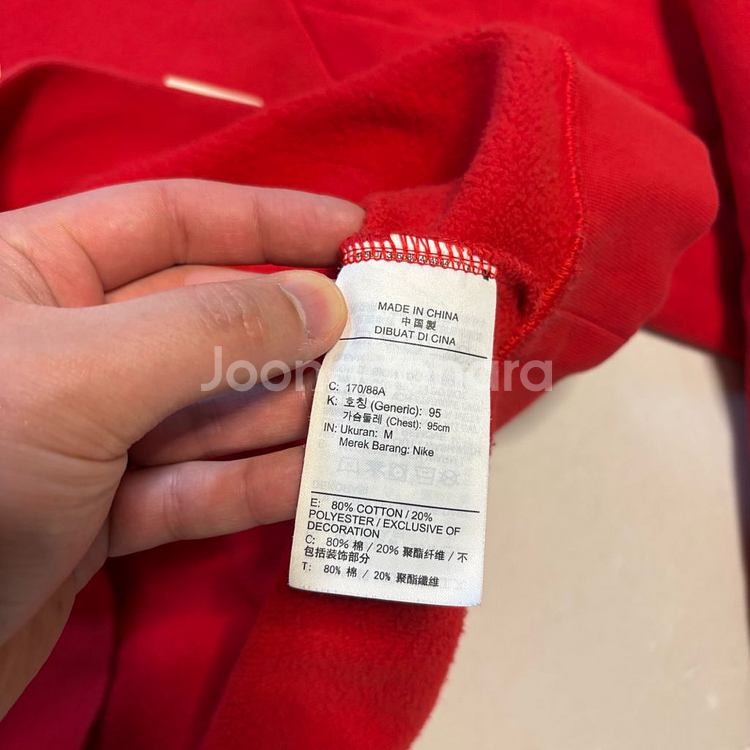 MADE IN CHINA
中国製
DIBUAT DI CINA
C: 170/88A
K: 호칭 (Generic): 95
가슴둘레 (Chest): 95cm
IN: Ukuran: M
Merek Barang: Nike
E: 80% COTTON / 20%
POLYESTER / EXCLUSIVE OF
DECORATION
C: 80% 棉 / 20% 聚酯纤维 / 不
包括装饰部分
T: 80% 棉 / 20% 聚酯纖維